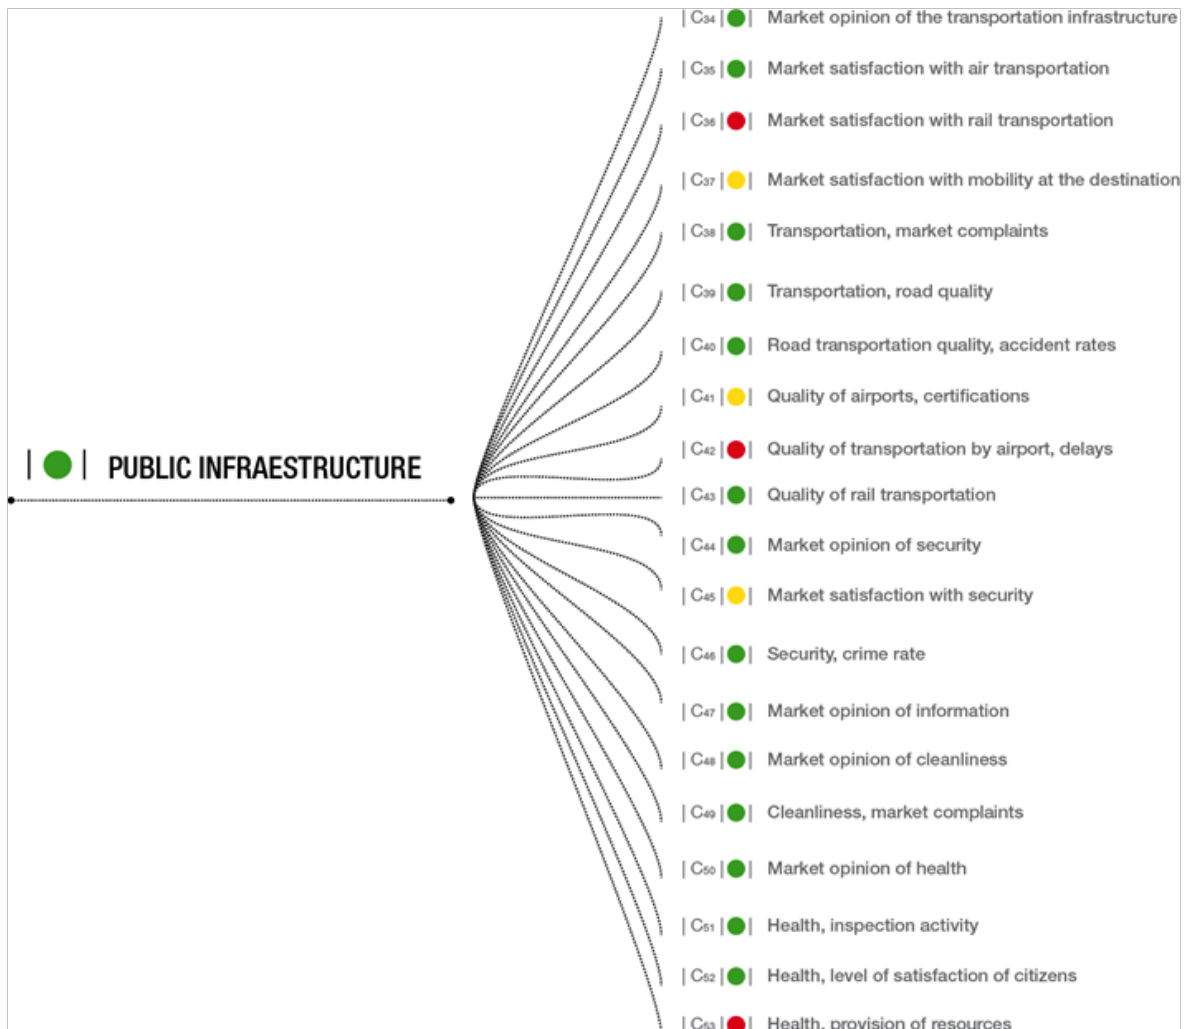 | C34 | | Market opinion of the transportation infrastructure
| C35 | | Market satisfaction with air transportation
| C36 | | Market satisfaction with rail transportation
| C37 | | Market satisfaction with mobility at the destination
| C38 | | Transportation, market complaints
| C39 | | Transportation, road quality
| C40 | | Road transportation quality, accident rates
| C41 | | Quality of airports, certifications
| C42 | | Quality of transportation by airport, delays
| | PUBLIC INFRAESTRUCTURE
| C43 | | Quality of rail transportation
| C44 | | Market opinion of security
| C45 | | Market satisfaction with security
| C46 | | Security, crime rate
| C47 | | Market opinion of information
| C48 | | Market opinion of cleanliness
| C49 | | Cleanliness, market complaints
| C50 | | Market opinion of health
| C51 | | Health, inspection activity
| C52 | | Health, level of satisfaction of citizens
| C53 | | Health, provision of resources